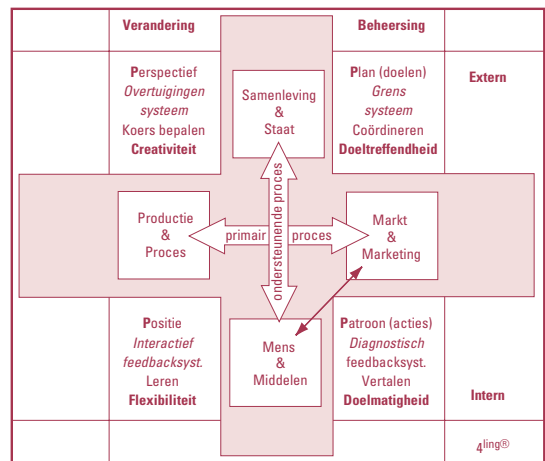 Verandering
Beheersing
Perspectief
Overtuigingen
systeem
Koers bepalen
Creativiteit
Samenleving
&
Staat
Plan (doelen)
Grens
systeem
Coördineren
Doeltreffendheid
Extern
Productie
&
Proces
primair
proces
ondersteunende proces
Markt
&
Marketing
Positie
Interactief
feedbacksyst.
Leren
Flexibiliteit
Mens
&
Middelen
Patroon (acties)
Diagnostisch
feedbacksyst.
Vertalen
Doelmatigheid
Intern
4ling®